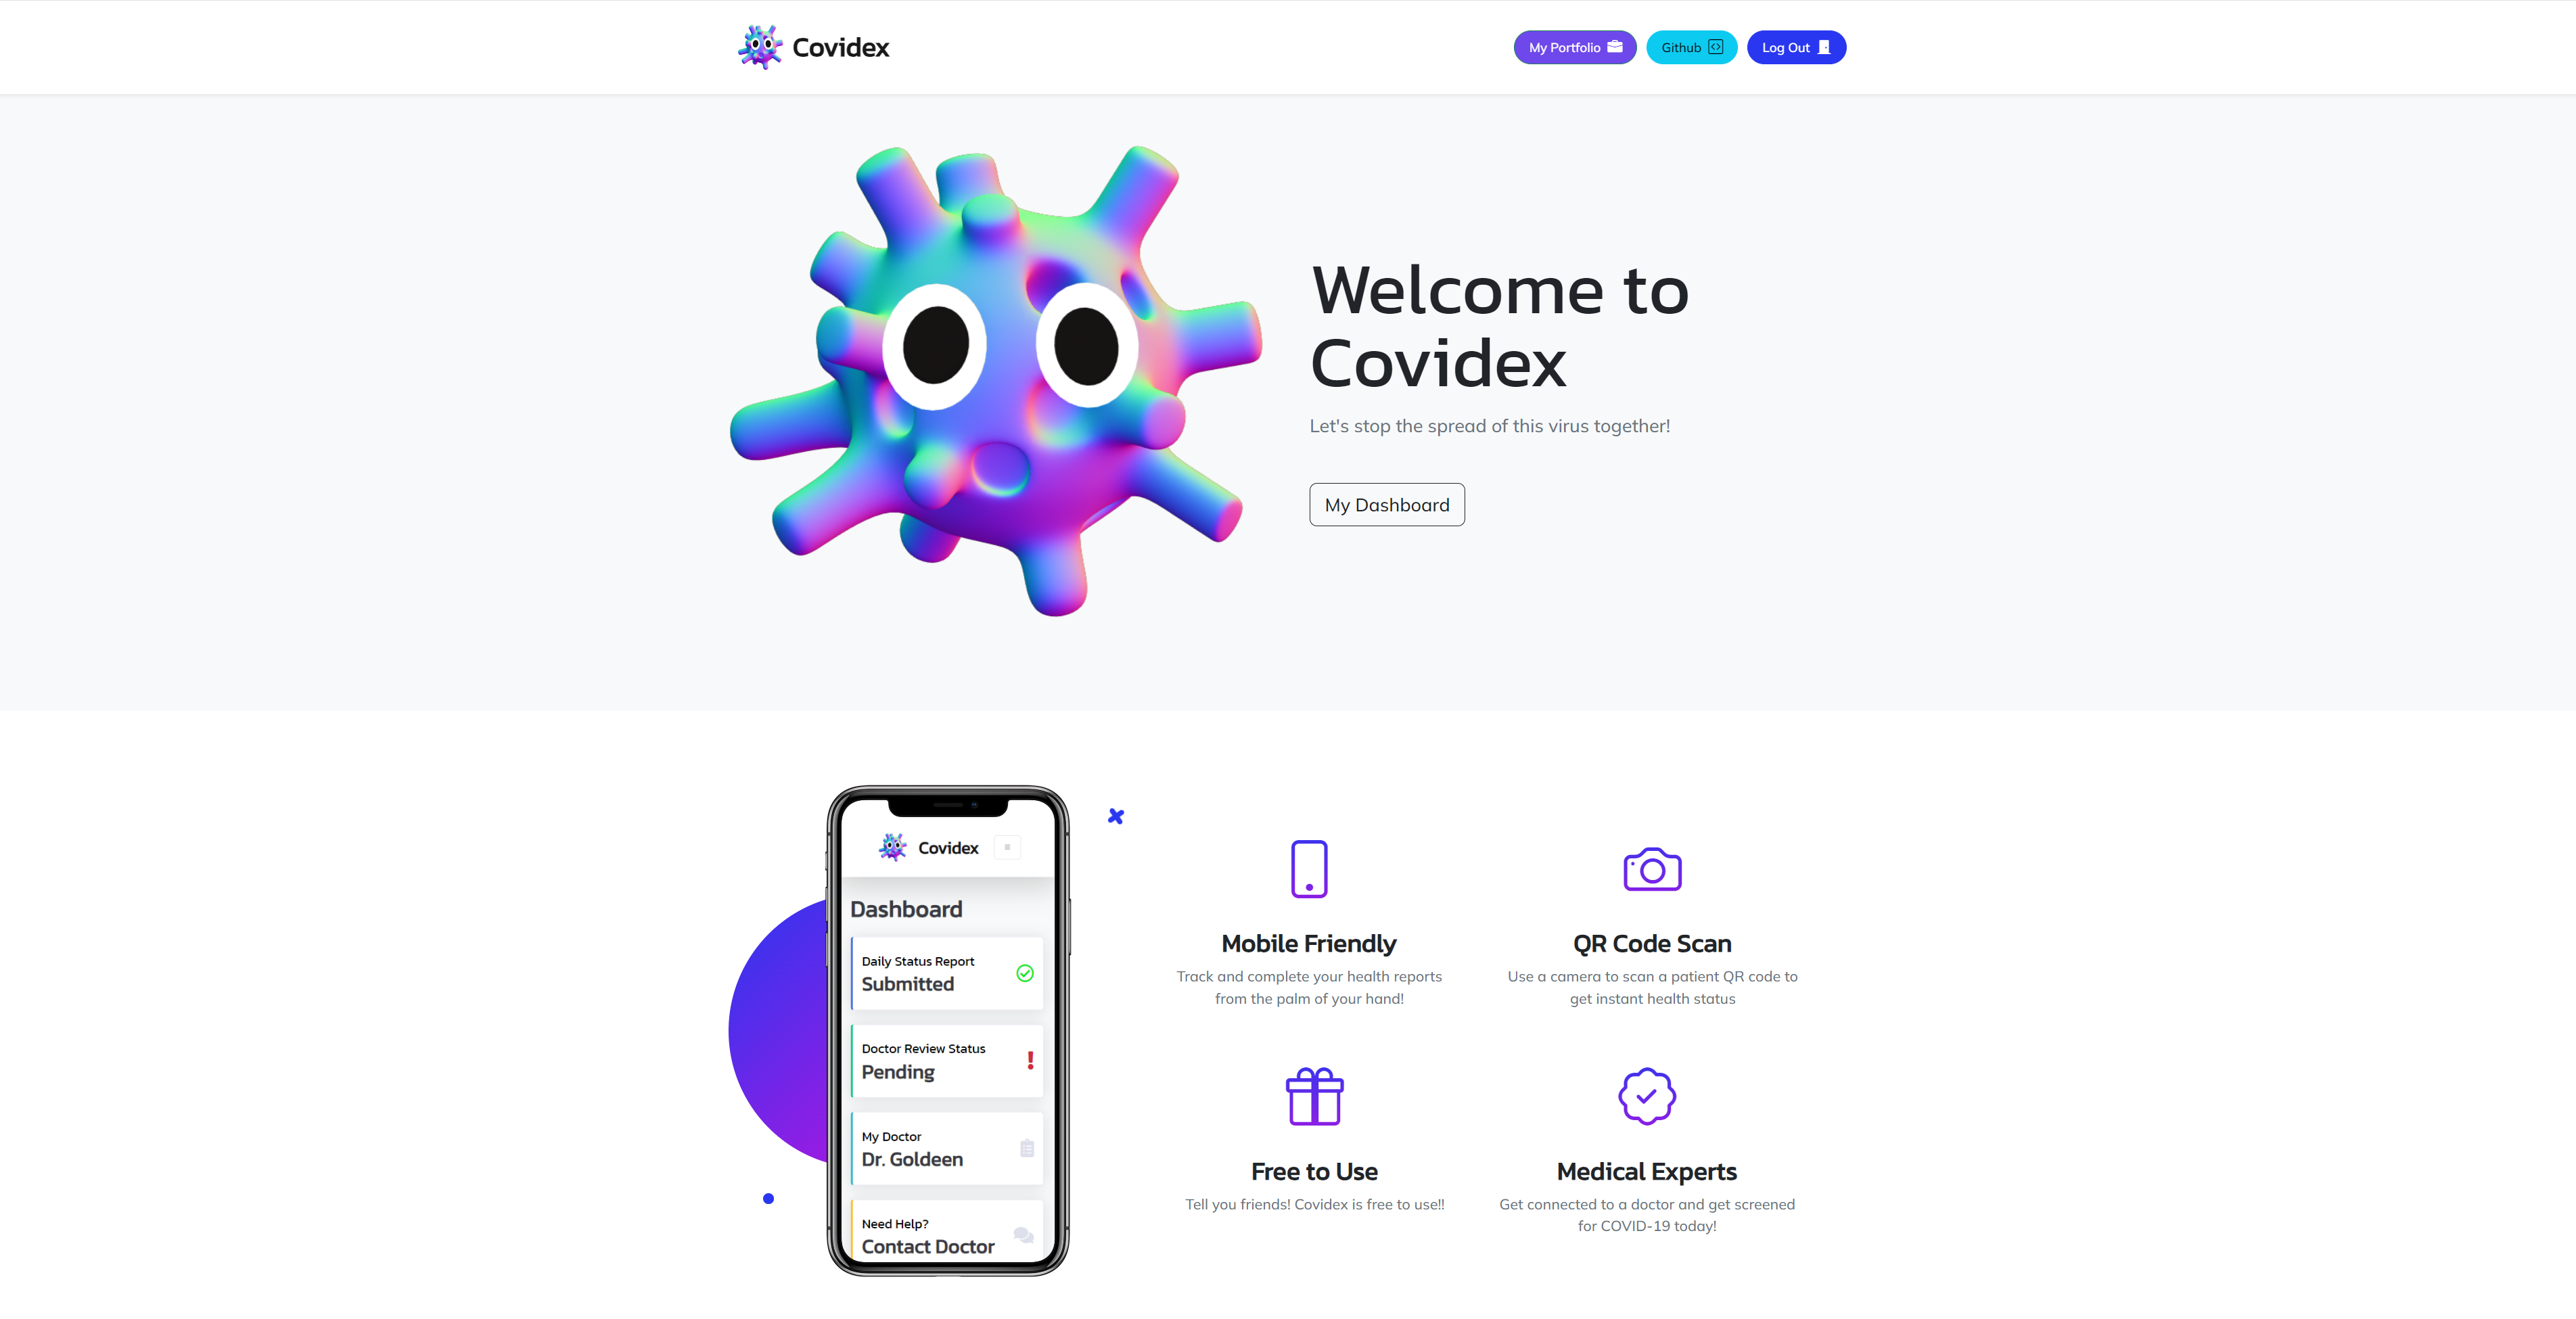 Covidex
My Portfolio
Github
Log Out
Welcome to
Covidex
Let's stop the spread of this virus together!
My Dashboard
Covidex
Dashboard
Daily Status Report
Submitted
Doctor Review Status
Pending
My Doctor
Dr. Goldeen
Need Help?
Contact Doctor
Mobile Friendly
Track and complete your health reports
from the palm of your hand!
QR Code Scan
Use a camera to scan a patient QR code to
get instant health status
Free to Use
Tell you friends! Covidex is free to use!!
Medical Experts
Get connected to a doctor and get screened
for COVID-19 today!